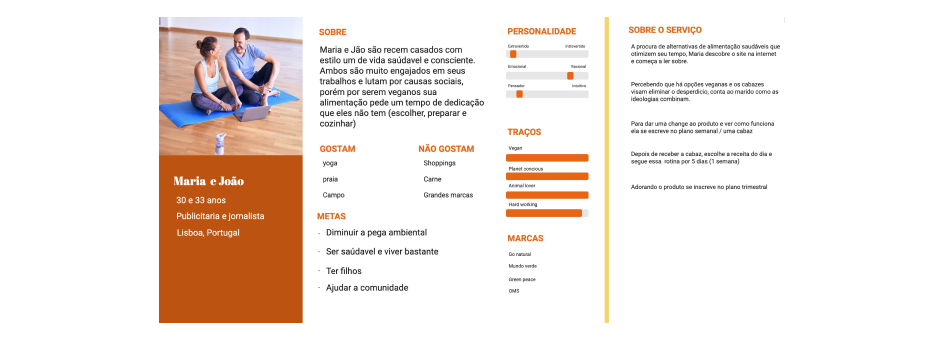 Maria e João
30 e 33 anos
Publicitaria e jornalista
Lisboa, Portugal
SOBRE
Maria e Jão são recem casados com
estilo um de vida saudavel e consciente.
Ambos são muito engajados em seus
trabalhos e lutam por causas sociais,
porém por serem veganos sua
alimentação pede um tempo de dedicação
que eles não tem (escolher, preparar e
cozinhar)
GOSTAM
yoga
praia
Campo
NÃO GOSTAM
Shoppings
Carne
Grandes marcas
METAS
· Diminuir a pega ambiental
· Ser saúdavel e viver bastante
· Ter filhos
· Ajudar a comunidade
PERSONALIDADE
Extrovertido Introvertido
Emocional Racional
Pensador Intuitivo
TRAÇOS
Vegan
Planet concious
Animal lover
Hard working
MARCAS
Go natural
Mundo verde
Green peace
OMS
SOBRE O SERVIÇO
A procura de alternativas de alimentação saudáveis que
otimizem seu tempo, Maria descobre o site na internet
e começa a ler sobre.
Percebendo que há opções veganas e os cabazes
visam eliminar o desperdício, conta ao marido como as
ideologias combinam.
Para dar uma change ao produto e ver como funciona
ela se escreve no plano semanal / uma cabaz
Depois de receber a cabaz, escolhe a receita do dia e
segue essa rotina por 5 dias (1 semana)
Adorando o produto se inscreve no plano trimestral